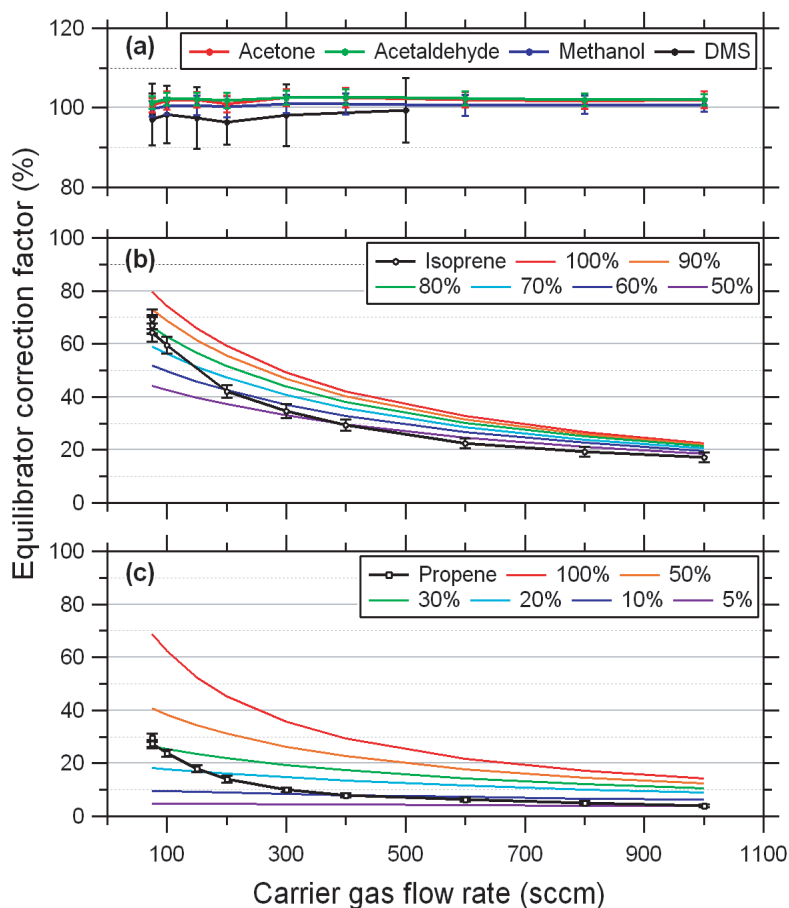 Equilibrator correction factor (%)
120
(a)
Acetone Acetaldehyde Methanol DMS
100
80
100
(b)
Isoprene 100% 90%
80% 70% 60% 50%
80
60
40
20
0
100
(c)
Propene 100% 50%
30% 20% 10% 5%
80
60
40
20
0
100 300 500 700 900 1100
Carrier gas flow rate (sccm)